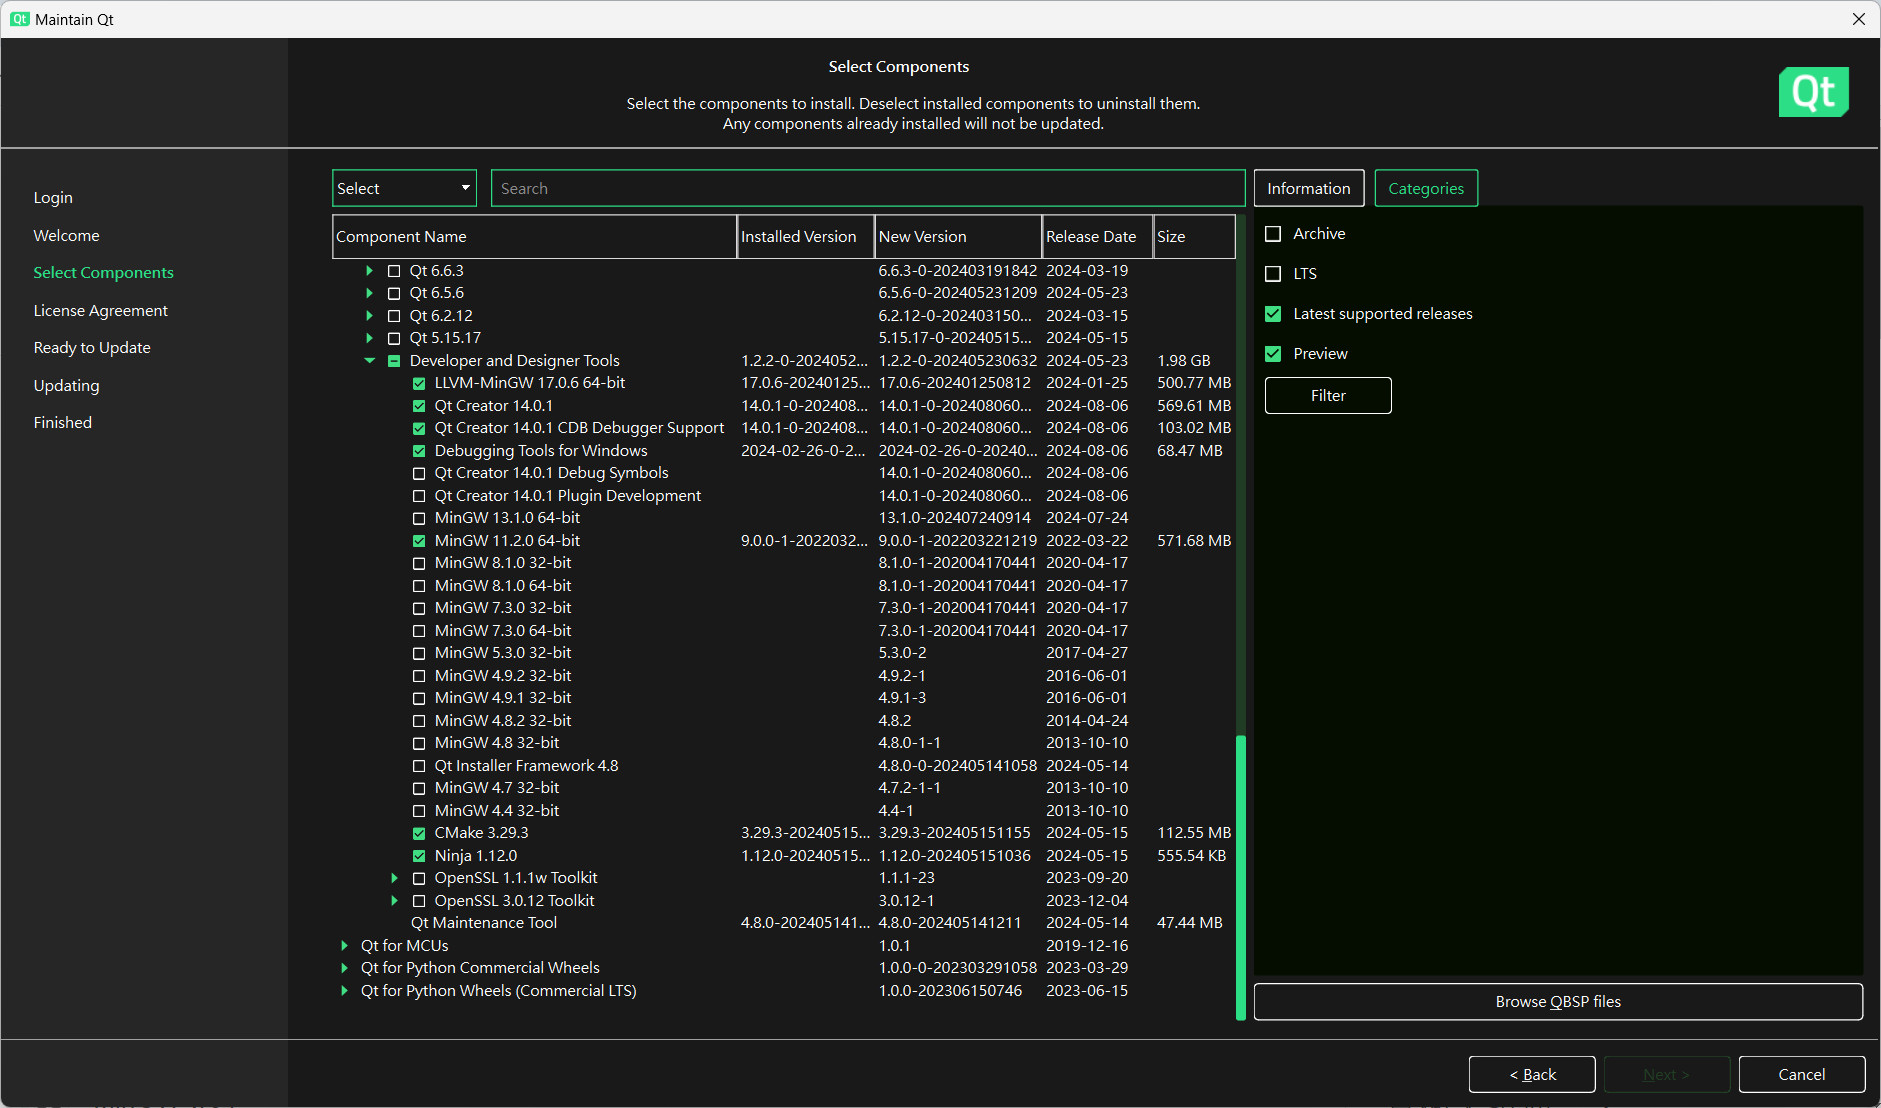 Qt Maintain Qt
Select Components
Select the components to install. Deselect installed components to uninstall them.
Any components already installed will not be updated.
Qt
Login
Welcome
Select Components
License Agreement
Ready to Update
Updating
Finished
Select Search Information Categories
Component Name Installed Version New Version Release Date Size
Qt 6.6.3 6.6.3-0-202403191842 2024-03-19
Qt 6.5.6 6.5.6-0-202405231209 2024-05-23
Qt 6.2.12 6.2.12-0-202403150... 2024-03-15
Qt 5.15.17 5.15.17-0-20240515... 2024-05-15
Developer and Designer Tools 1.2.2-0-2024052... 1.2.2-0-202405230632 2024-05-23 1.98 GB
LLVM-MinGW 17.0.6 64-bit 17.0.6-20240125... 17.0.6-202401250812 2024-01-25 500.77 MB
Qt Creator 14.0.1 14.0.1-0-202408... 14.0.1-0-202408060... 2024-08-06 569.61 MB
Qt Creator 14.0.1 CDB Debugger Support 14.0.1-0-202408... 14.0.1-0-202408060... 2024-08-06 103.02 MB
Debugging Tools for Windows 2024-02-26-0-2... 2024-02-26-0-20240... 2024-08-06 68.47 MB
Qt Creator 14.0.1 Debug Symbols 14.0.1-0-202408060... 2024-08-06
Qt Creator 14.0.1 Plugin Development 14.0.1-0-202408060... 2024-08-06
MinGW 13.1.0 64-bit 13.1.0-202407240914 2024-07-24
MinGW 11.2.0 64-bit 9.0.0-1-2022032... 9.0.0-1-202203221219 2022-03-22 571.68 MB
MinGW 8.1.0 32-bit 8.1.0-1-202004170441 2020-04-17
MinGW 8.1.0 64-bit 8.1.0-1-202004170441 2020-04-17
MinGW 7.3.0 32-bit 7.3.0-1-202004170441 2020-04-17
MinGW 7.3.0 64-bit 7.3.0-1-202004170441 2020-04-17
MinGW 5.3.0 32-bit 5.3.0-2 2017-04-27
MinGW 4.9.2 32-bit 4.9.2-1 2016-06-01
MinGW 4.9.1 32-bit 4.9.1-3 2016-06-01
MinGW 4.8.2 32-bit 4.8.2 2014-04-24
MinGW 4.8 32-bit 4.8.0-1-1 2013-10-10
Qt Installer Framework 4.8 4.8.0-0-202405141058 2024-05-14
MinGW 4.7 32-bit 4.7.2-1-1 2013-10-10
MinGW 4.4 32-bit 4.4-1 2013-10-10
CMake 3.29.3 3.29.3-20240515... 3.29.3-202405151155 2024-05-15 112.55 MB
Ninja 1.12.0 1.12.0-20240515... 1.12.0-202405151036 2024-05-15 555.54 KB
OpenSSL 1.1.1w Toolkit 1.1.1-23 2023-09-20
OpenSSL 3.0.12 Toolkit 3.0.12-1 2023-12-04
Qt Maintenance Tool 4.8.0-202405141... 4.8.0-202405141211 2024-05-14 47.44 MB
Qt for MCUs 1.0.1 2019-12-16
Qt for Python Commercial Wheels 1.0.0-0-202303291058 2023-03-29
Qt for Python Wheels (Commercial LTS) 1.0.0-202306150746 2023-06-15
Archive
LTS
Latest supported releases
Preview
Filter
Browse QBSP files
< Back Next > Cancel